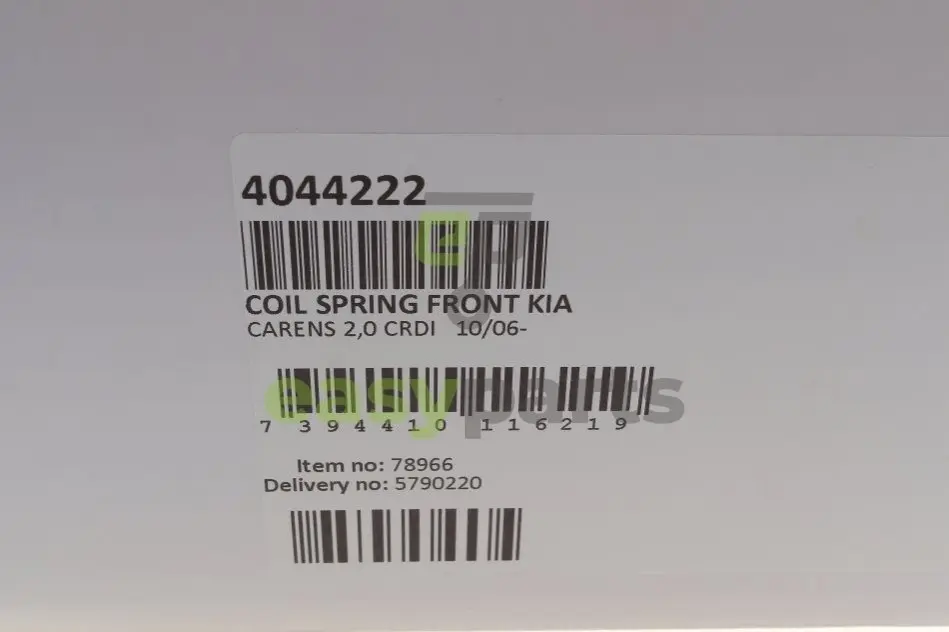 4044222
COIL SPRING FRONT KIA
CARENS 2,0 CRDI 10/06-
easyparts
7 394410 116219
Item no: 78966
Delivery no: 5790220